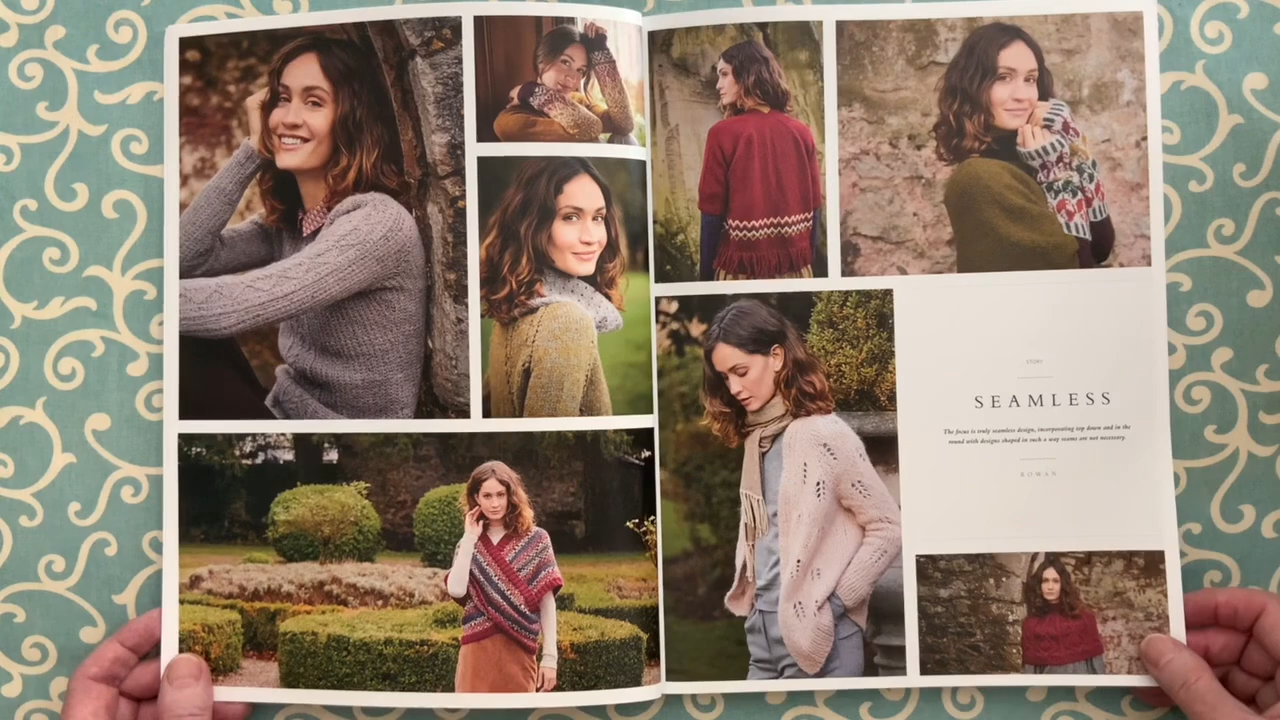 STORY
SEAMLESS
The focus is truly seamless design, incorporating top down and in the
round with designs shaped in such a way seams are not necessary.
ROWAN